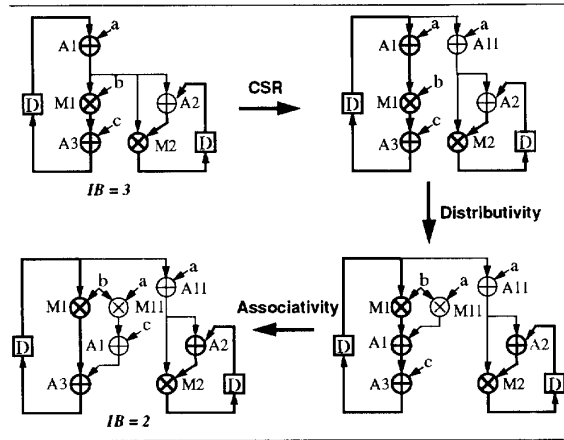 a
A1
b
M1
D
c
A3
A2
M2
D
IB = 3
CSR
a
A1
A11
b
M1
D
c
A3
A2
M2
D
Distributivity
b
a
M1
M11
A11
a
c
A1
D
A3
A2
M2
D
IB = 2
Associativity
b
a
M1
M11
A11
a
A1
c
D
A3
A2
M2
D